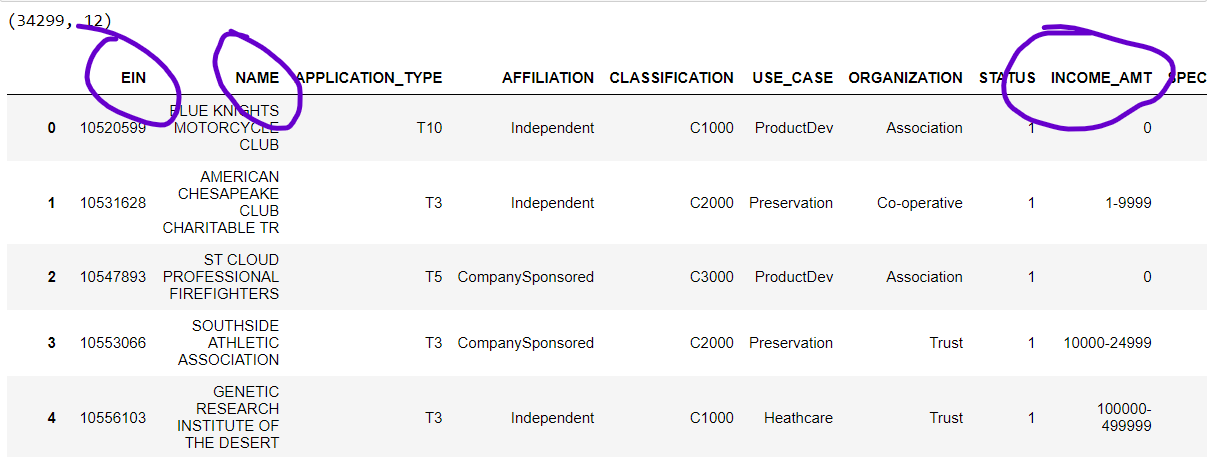 (34299, 12)
EIN NAME APPLICATION_TYPE AFFILIATION CLASSIFICATION USE_CASE ORGANIZATION STATUS INCOME_AMT SPEC
0 10520599 BLUE KNIGHTS MOTORCYCLE CLUB T10 Independent C1000 ProductDev Association 1 0
1 10531628 AMERICAN CHESAPEAKE CLUB CHARITABLE TR T3 Independent C2000 Preservation Co-operative 1 1-9999
2 10547893 ST CLOUD PROFESSIONAL FIREFIGHTERS T5 CompanySponsored C3000 ProductDev Association 1 0
3 10553066 SOUTHSIDE ATHLETIC ASSOCIATION T3 CompanySponsored C2000 Preservation Trust 1 10000-24999
4 10556103 GENETIC RESEARCH INSTITUTE OF THE DESERT T3 Independent C1000 Heathcare Trust 1 100000-499999